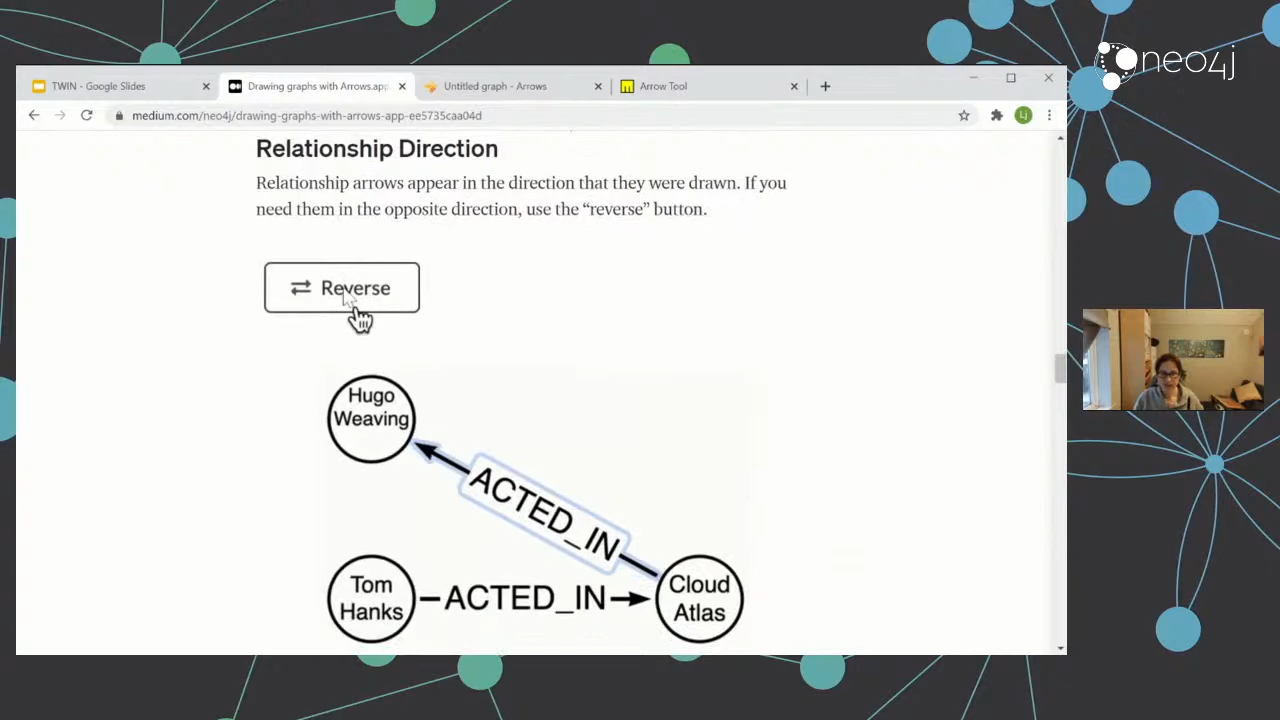 neo4j
TWIN - Google Slides
Drawing graphs with Arrows.app
Untitled graph - Arrows
Arrow Tool
medium.com/neo4j/drawing-graphs-with-arrows-app-ee5735caa04d
Lj
Relationship Direction
Relationship arrows appear in the direction that they were drawn. If you
need them in the opposite direction, use the “reverse” button.
Reverse
Hugo
Weaving
ACTED_IN
Tom
Hanks
ACTED_IN
Cloud
Atlas